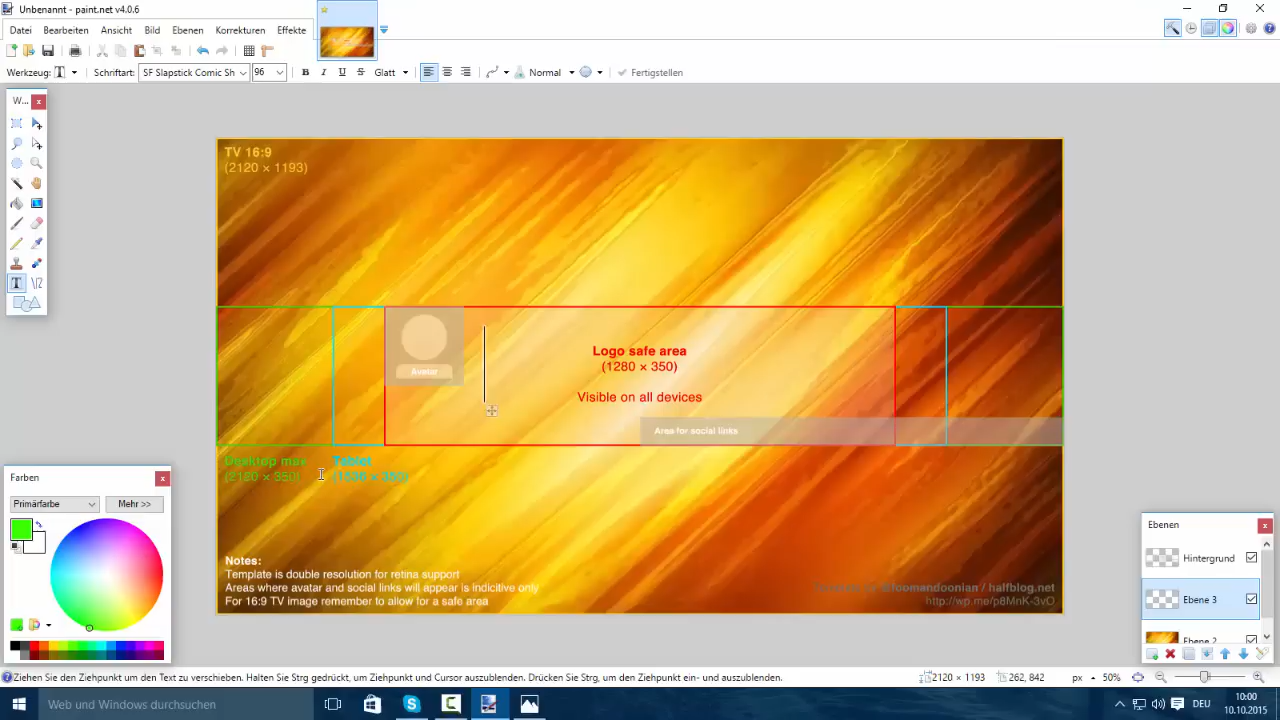 Unbenannt - paint.net v4.0.6
Datei Bearbeiten Ansicht Bild Ebenen Korrekturen Effekte
Werkzeug: T Schriftart: SF Slapstick Comic Sh 96 B I U S Glatt Normal Fertigstellen
W...
TV 16:9
(2120 × 1193)
Logo safe area
(1280 × 350)
Avatar
Visible on all devices
Area for social links
Desktop max Tablet
(2120 × 350) (1536 × 350)
Farben
Primärfarbe Mehr >>
Notes:
Template is double resolution for retina support
Areas where avatar and social links will appear is indicitive only
For 16:9 TV image remember to allow for a safe area
@foomandoonian / halfblog.net
http://wp.me/p8MnK-3vO
Ebenen
Hintergrund
Ebene 3
Ebene 2
Ziehen Sie den Ziehpunkt um den Text zu verschieben. Halten Sie Strg gedrückt, um Ziehpunkt und Cursor auszublenden. Drücken Sie Strg, um den Ziehpunkt ein- und auszublenden. 2120 × 1193 262, 842 px 50%
Web und Windows durchsuchen DEU 10:00
10.10.2015